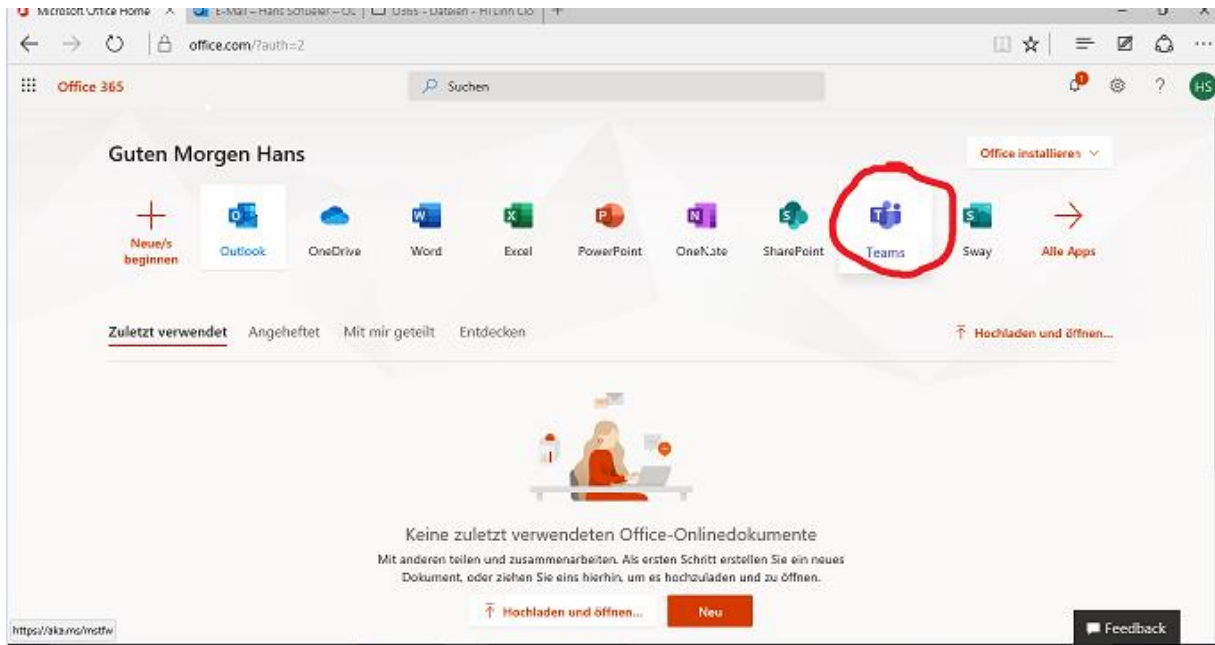 Microsoft Office Home
office.com/?auth=2
Office 365
Suchen
1
?
HS
Guten Morgen Hans
Office installieren
Neue/s
beginnen
Outlook
OneDrive
Word
Excel
PowerPoint
OneNote
SharePoint
Teams
Sway
Alle Apps
Zuletzt verwendet
Angeheftet
Mit mir geteilt
Entdecken
Hochladen und öffnen...
Keine zuletzt verwendeten Office-Onlinedokumente
Mit anderen teilen und zusammenarbeiten. Als ersten Schritt erstellen Sie ein neues
Dokument, oder ziehen Sie eins hierhin, um es hochzuladen und zu öffnen.
Hochladen und öffnen...
Neu
https://aka.ms/mstfw
Feedback